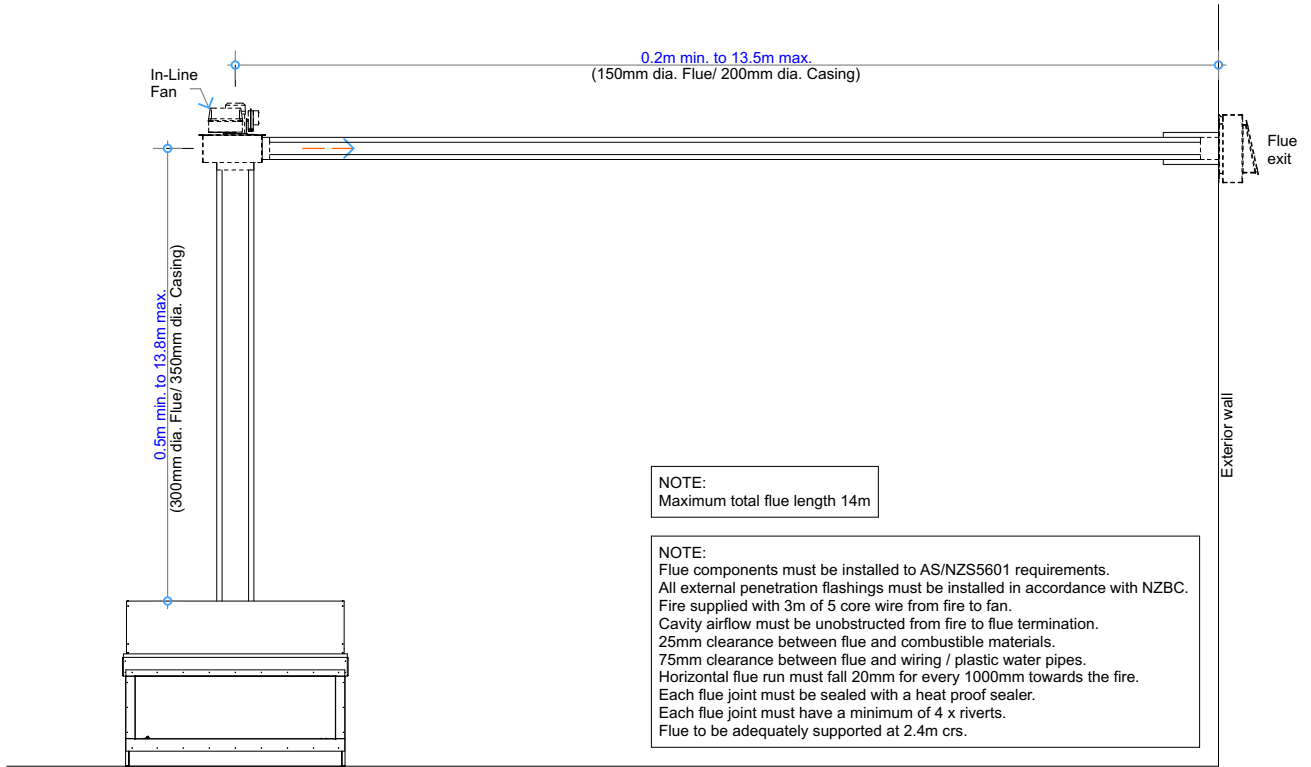 0.2m min. to 13.5m max.
(150mm dia. Flue/ 200mm dia. Casing)
In-Line
Fan
Flue
exit
0.5m min. to 13.8m max.
(300mm dia. Flue/ 350mm dia. Casing)
Exterior wall
NOTE:
Maximum total flue length 14m
NOTE:
Flue components must be installed to AS/NZS5601 requirements.
All external penetration flashings must be installed in accordance with NZBC.
Fire supplied with 3m of 5 core wire from fire to fan.
Cavity airflow must be unobstructed from fire to flue termination.
25mm clearance between flue and combustible materials.
75mm clearance between flue and wiring / plastic water pipes.
Horizontal flue run must fall 20mm for every 1000mm towards the fire.
Each flue joint must be sealed with a heat proof sealer.
Each flue joint must have a minimum of 4 x riverts.
Flue to be adequately supported at 2.4m crs.